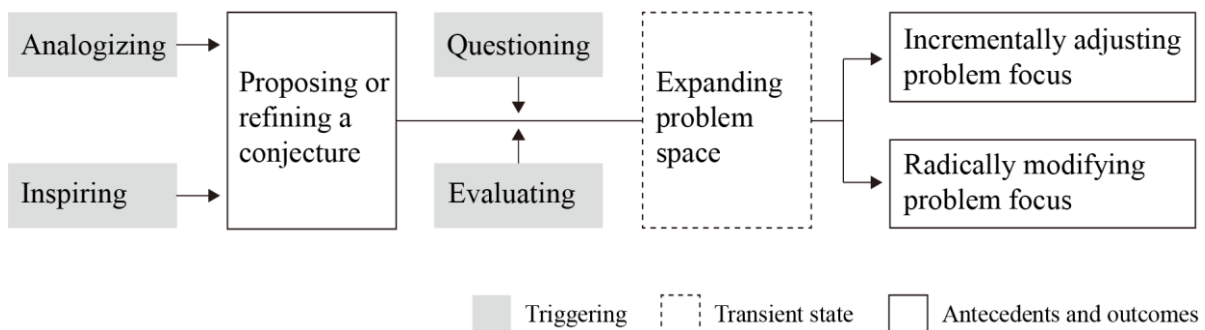 Analogizing
Inspiring
Proposing or
refining a
conjecture
Questioning
Evaluating
Expanding
problem
space
Incrementally adjusting
problem focus
Radically modifying
problem focus
Triggering
Transient state
Antecedents and outcomes